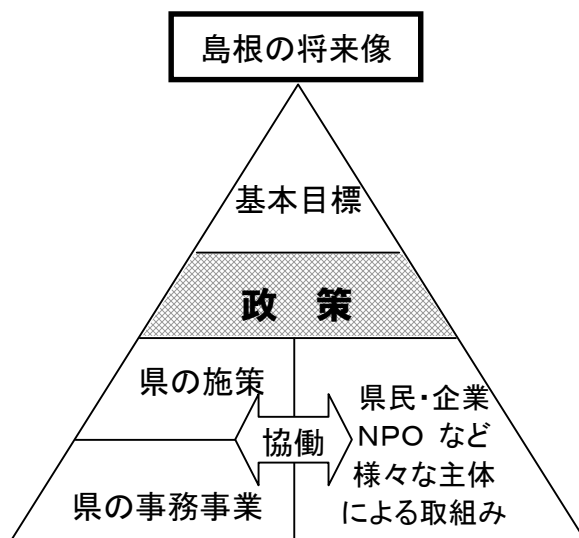 島根の将来像
基本目標
政　策
県の施策
県の事務事業
協働
県民・企業
NPO など
様々な主体
による取組み